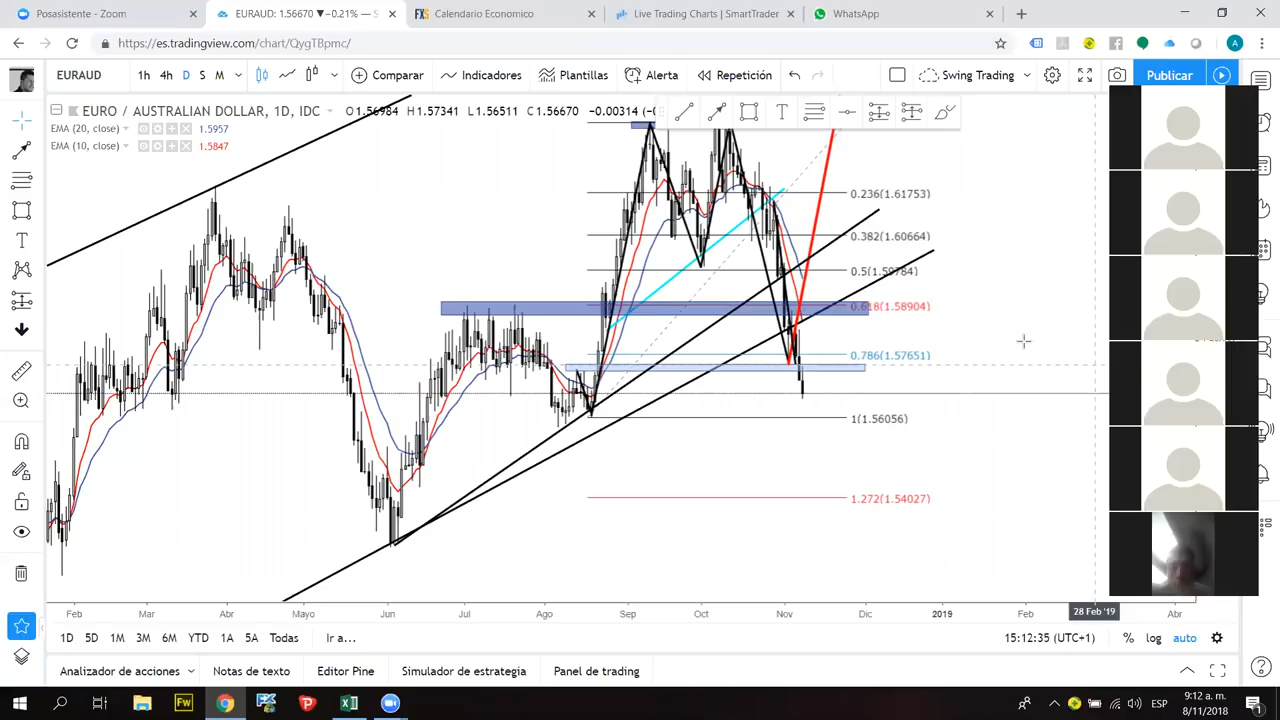 Posasistente - Zoom
EURAUD: 1.56670 ▼−0.21% — S
Calendario Economico
Live Trading Charts | SmartTrader
WhatsApp
https://es.tradingview.com/chart/QygTBpmc/
EURAUD
1h
4h
D
S
M
Comparar
Indicadores
Plantillas
Alerta
Repetición
Swing Trading
Publicar
EURO / AUSTRALIAN DOLLAR, 1D, IDC
O1.56984 H1.57341 L1.56511 C1.56670 −0.00314
EMA (20, close)
1.5957
EMA (10, close)
1.5847
0.236(1.61753)
0.382(1.60664)
0.5(1.59784)
0.618(1.58904)
0.786(1.57651)
1(1.56056)
1.272(1.54027)
Feb
Mar
Abr
Mayo
Jun
Jul
Ago
Sep
Oct
Nov
Dic
2019
Feb
28 Feb '19
Abr
1D
5D
1M
3M
6M
YTD
1A
5A
Todas
Ir a...
15:12:35 (UTC+1)
%
log
auto
Analizador de acciones
Notas de texto
Editor Pine
Simulador de estrategia
Panel de trading
Fw
ESP
9:12 a. m.
8/11/2018